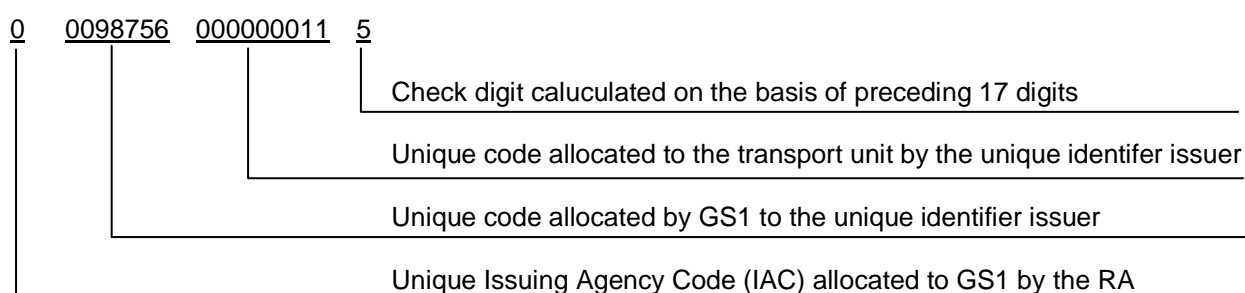 0 0098756 000000011 5
Check digit caluculated on the basis of preceding 17 digits
Unique code allocated to the transport unit by the unique identifer issuer
Unique code allocated by GS1 to the unique identifier issuer
Unique Issuing Agency Code (IAC) allocated to GS1 by the RA